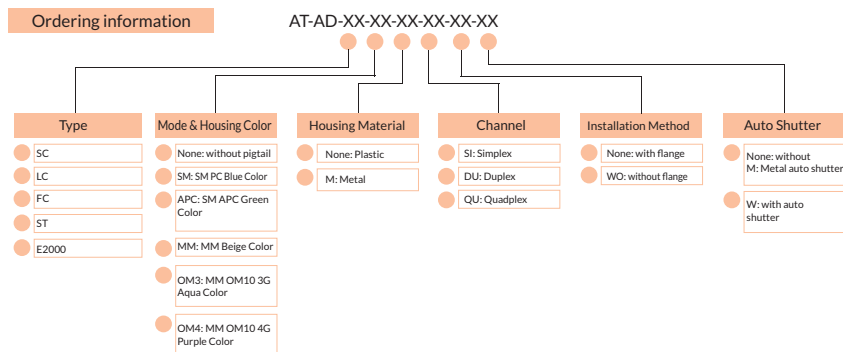 Ordering information
AT-AD-XX-XX-XX-XX-XX-XX
Type
SC
LC
FC
ST
E2000
Mode & Housing Color
None: without pigtail
SM: SM PC Blue Color
APC: SM APC Green
Color
MM: MM Beige Color
OM3: MM OM10 3G
Aqua Color
OM4: MM OM10 4G
Purple Color
Housing Material
None: Plastic
M: Metal
Channel
SI: Simplex
DU: Duplex
QU: Quadplex
Installation Method
None: with flange
WO: without flange
Auto Shutter
None: without
M: Metal auto shutter
W: with auto
shutter